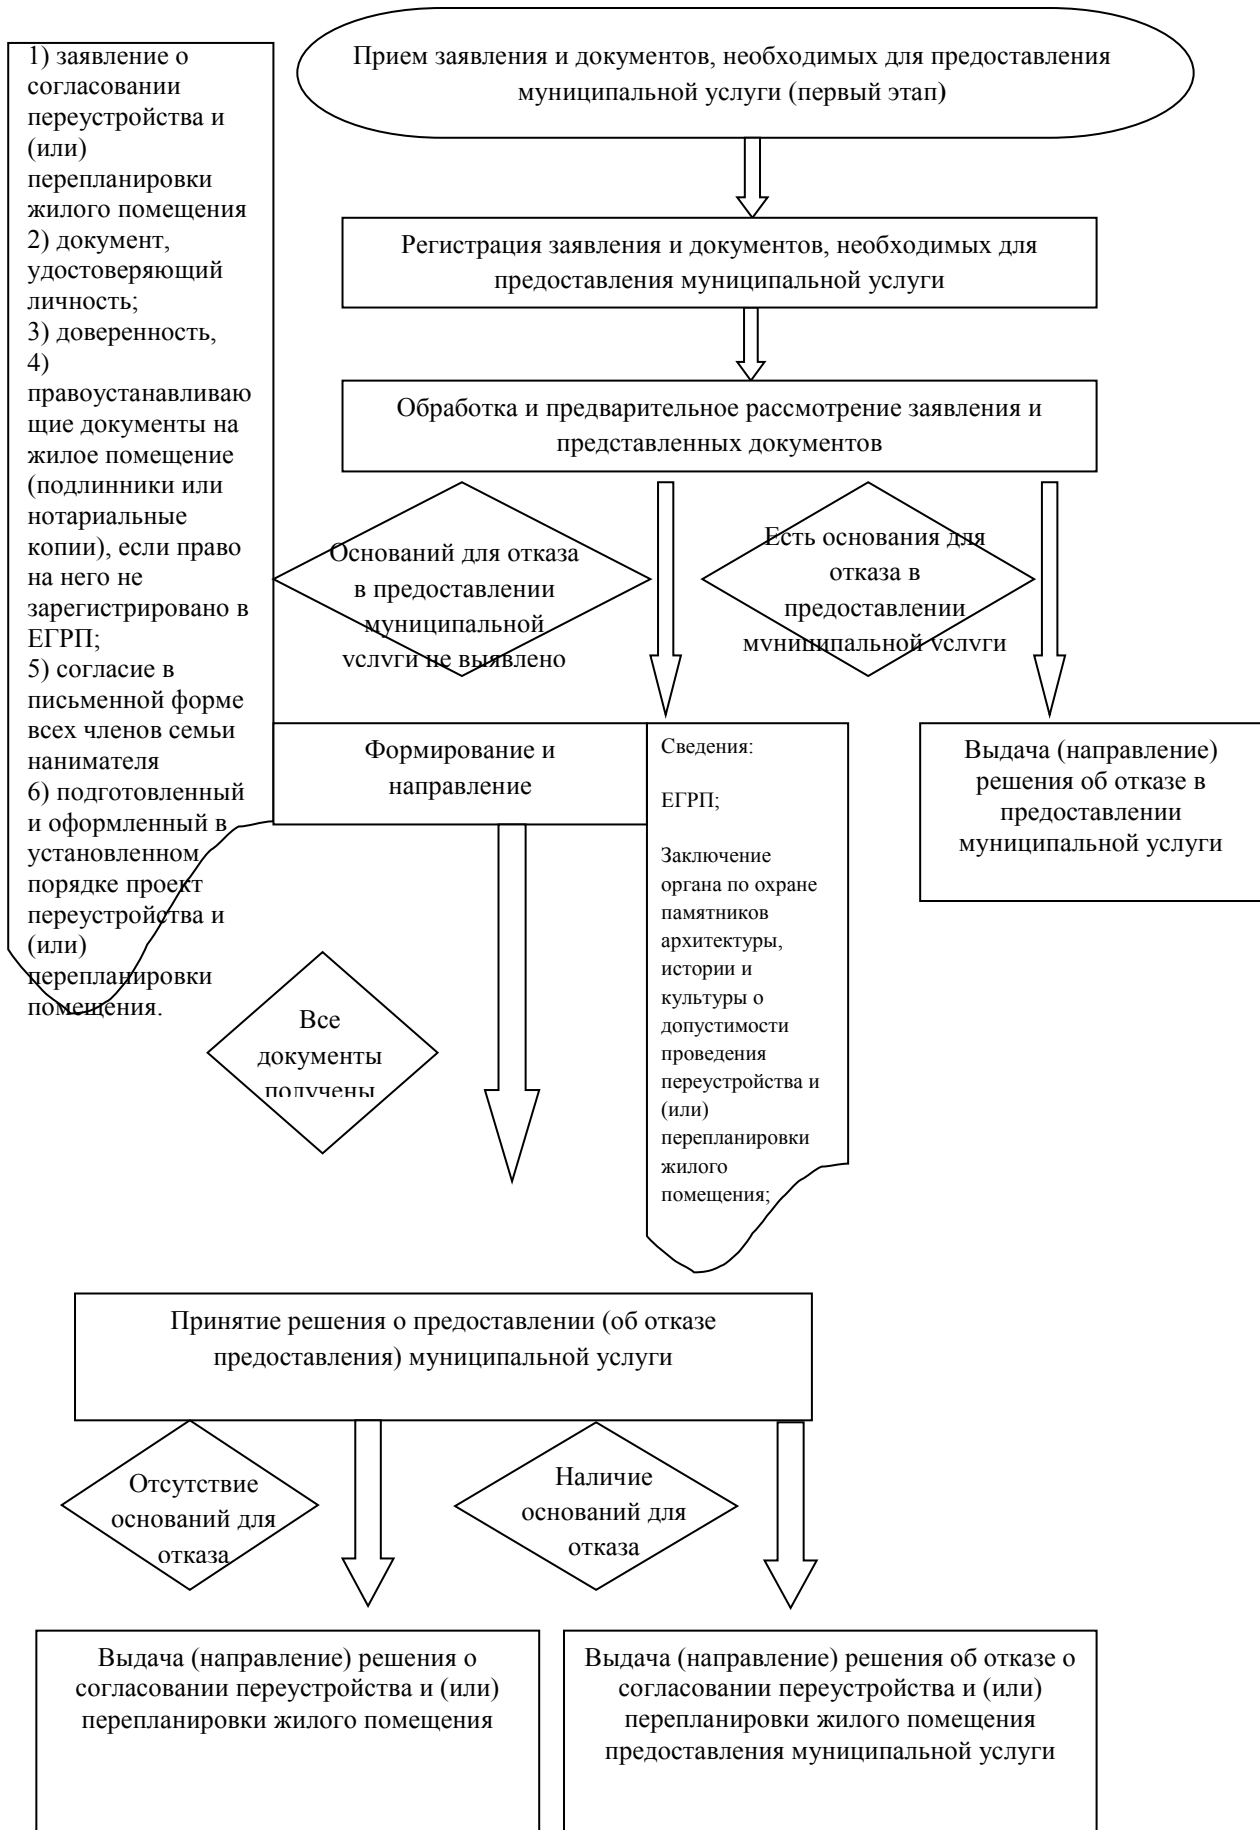 Прием заявления и документов, необходимых для предоставления
муниципальной услуги (первый этап)
1) заявление о
согласовании
переустройства и
(или)
перепланировки
жилого помещения
2) документ,
удостоверяющий
личность;
3) доверенность,
4)
правоустанавливаю
щие документы на
жилое помещение
(подлинники или
нотариальные
копии), если право
на него не
зарегистрировано в
ЕГРП;
5) согласие в
письменной форме
всех членов семьи
нанимателя
6) подготовленный
и оформленный в
установленном
порядке проект
переустройства и
(или)
перепланировки
помещения.
Регистрация заявления и документов, необходимых для
предоставления муниципальной услуги
Обработка и предварительное рассмотрение заявления и
представленных документов
Оснований для отказа
в предоставлении
муниципальной
услуги не выявлено
Есть основания для
отказа в
предоставлении
муниципальной услуги
Формирование и
направление
Сведения:
ЕГРП;
Заключение
органа по охране
памятников
архитектуры,
истории и
культуры о
допустимости
проведения
переустройства и
(или)
перепланировки
жилого
помещения;
Выдача (направление)
решения об отказе в
предоставлении
муниципальной услуги
Все
документы
получены
Принятие решения о предоставлении (об отказе
предоставления) муниципальной услуги
Отсутствие
оснований для
отказа
Наличие
оснований для
отказа
Выдача (направление) решения о
согласовании переустройства и (или)
перепланировки жилого помещения
Выдача (направление) решения об отказе о
согласовании переустройства и (или)
перепланировки жилого помещения
предоставления муниципальной услуги